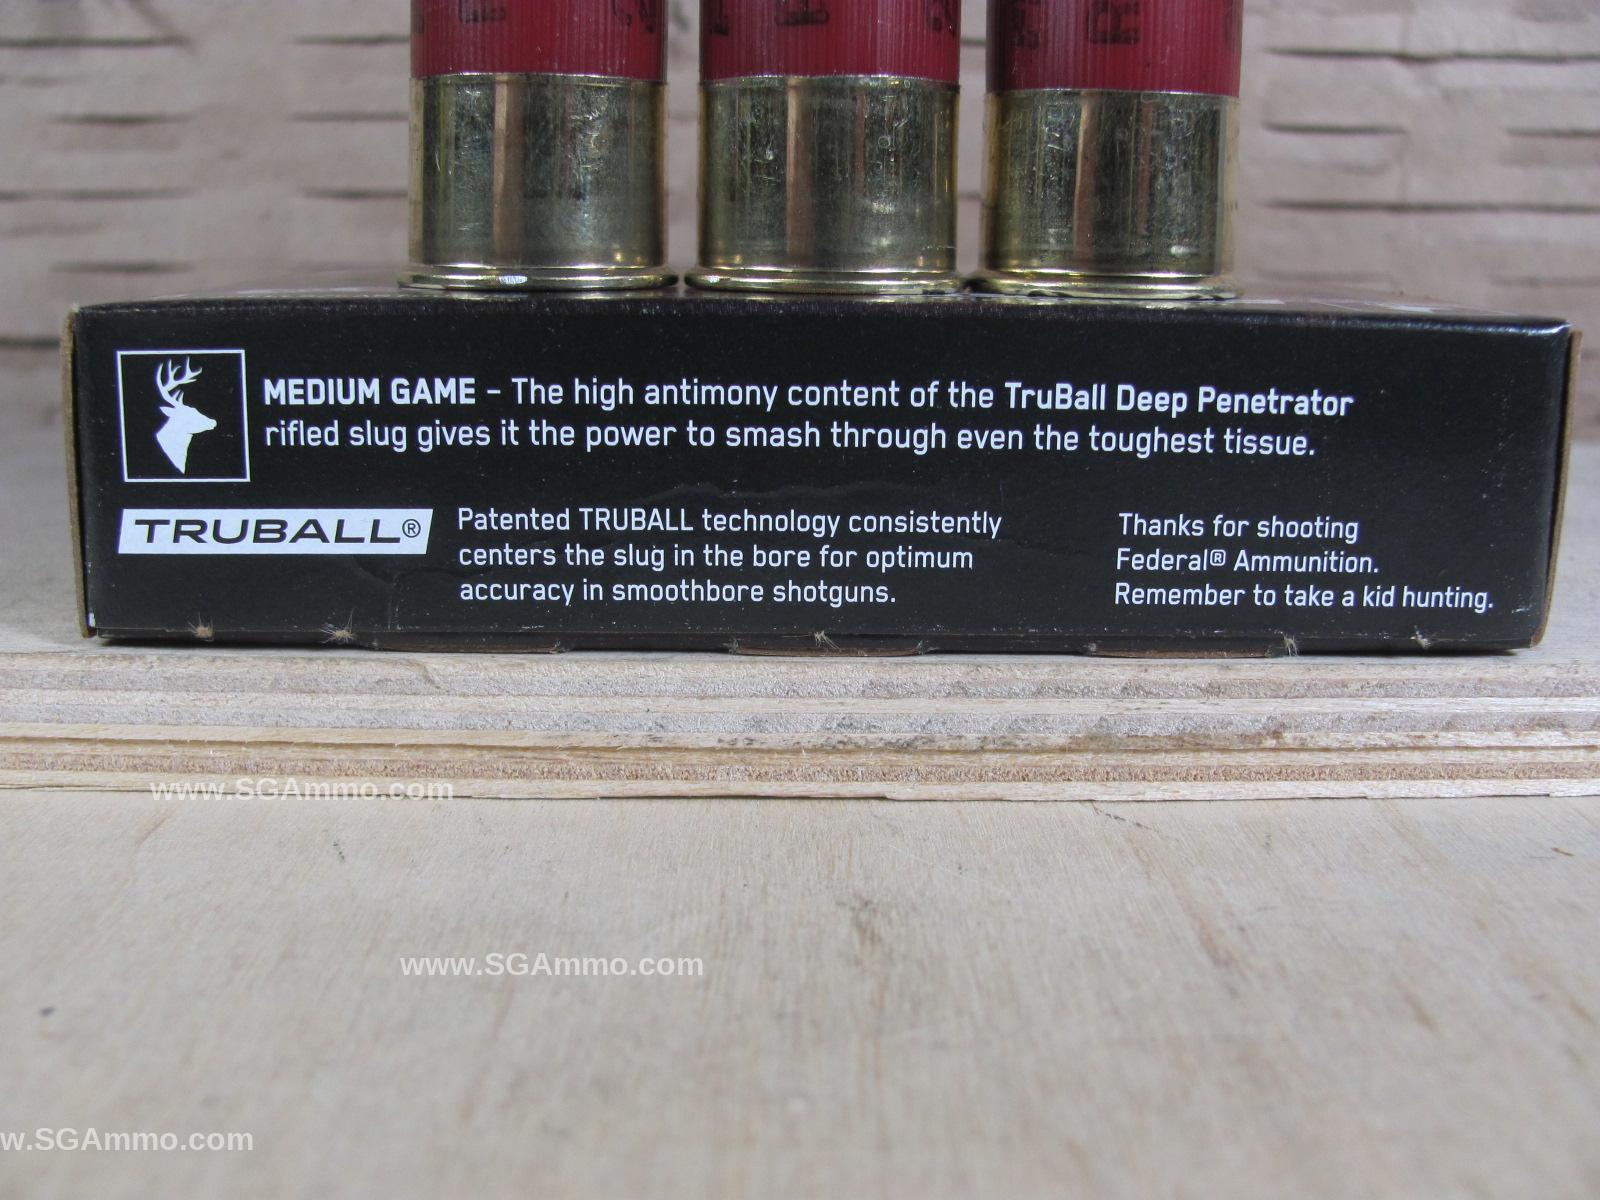 MEDIUM GAME – The high antimony content of the TruBall Deep Penetrator
rifled slug gives it the power to smash through even the toughest tissue.
TRUBALL®
Patented TRUBALL technology consistently
centers the slug in the bore for optimum
accuracy in smoothbore shotguns.
Thanks for shooting
Federal® Ammunition.
Remember to take a kid hunting.
www.SGAmmo.com
www.SGAmmo.com
w.SGAmmo.com